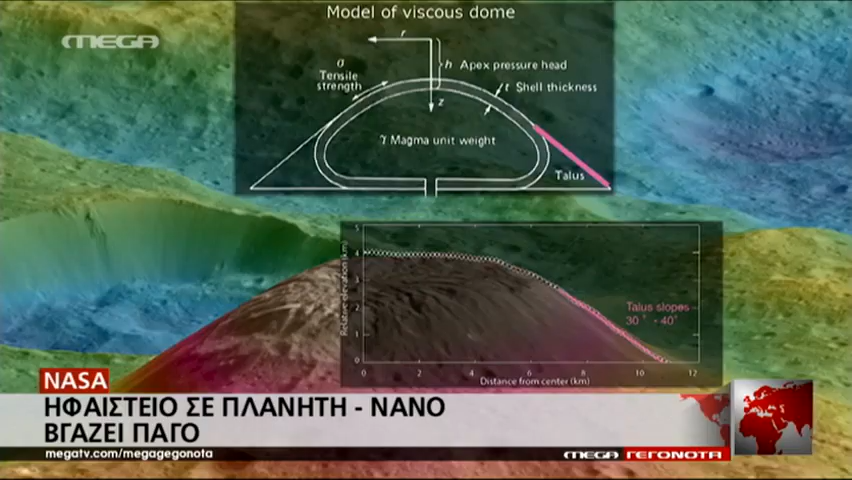 MEGA
Model of viscous dome
r
σ
Tensile
strength
h Apex pressure head
t Shell thickness
z
γ Magma unit weight
Talus
Relative elevation (km)
5
4
3
2
1
0
Talus slopes
30° - 40°
0 2 4 6 8 10 12
Distance from center (km)
NASA
ΗΦΑΙΣΤΕΙΟ ΣΕ ΠΛΑΝΗΤΗ - ΝΑΝΟ
ΒΓΑΖΕΙ ΠΑΓΟ
megatv.com/megagegonota
MEGA ΓΕΓΟΝΟΤΑ